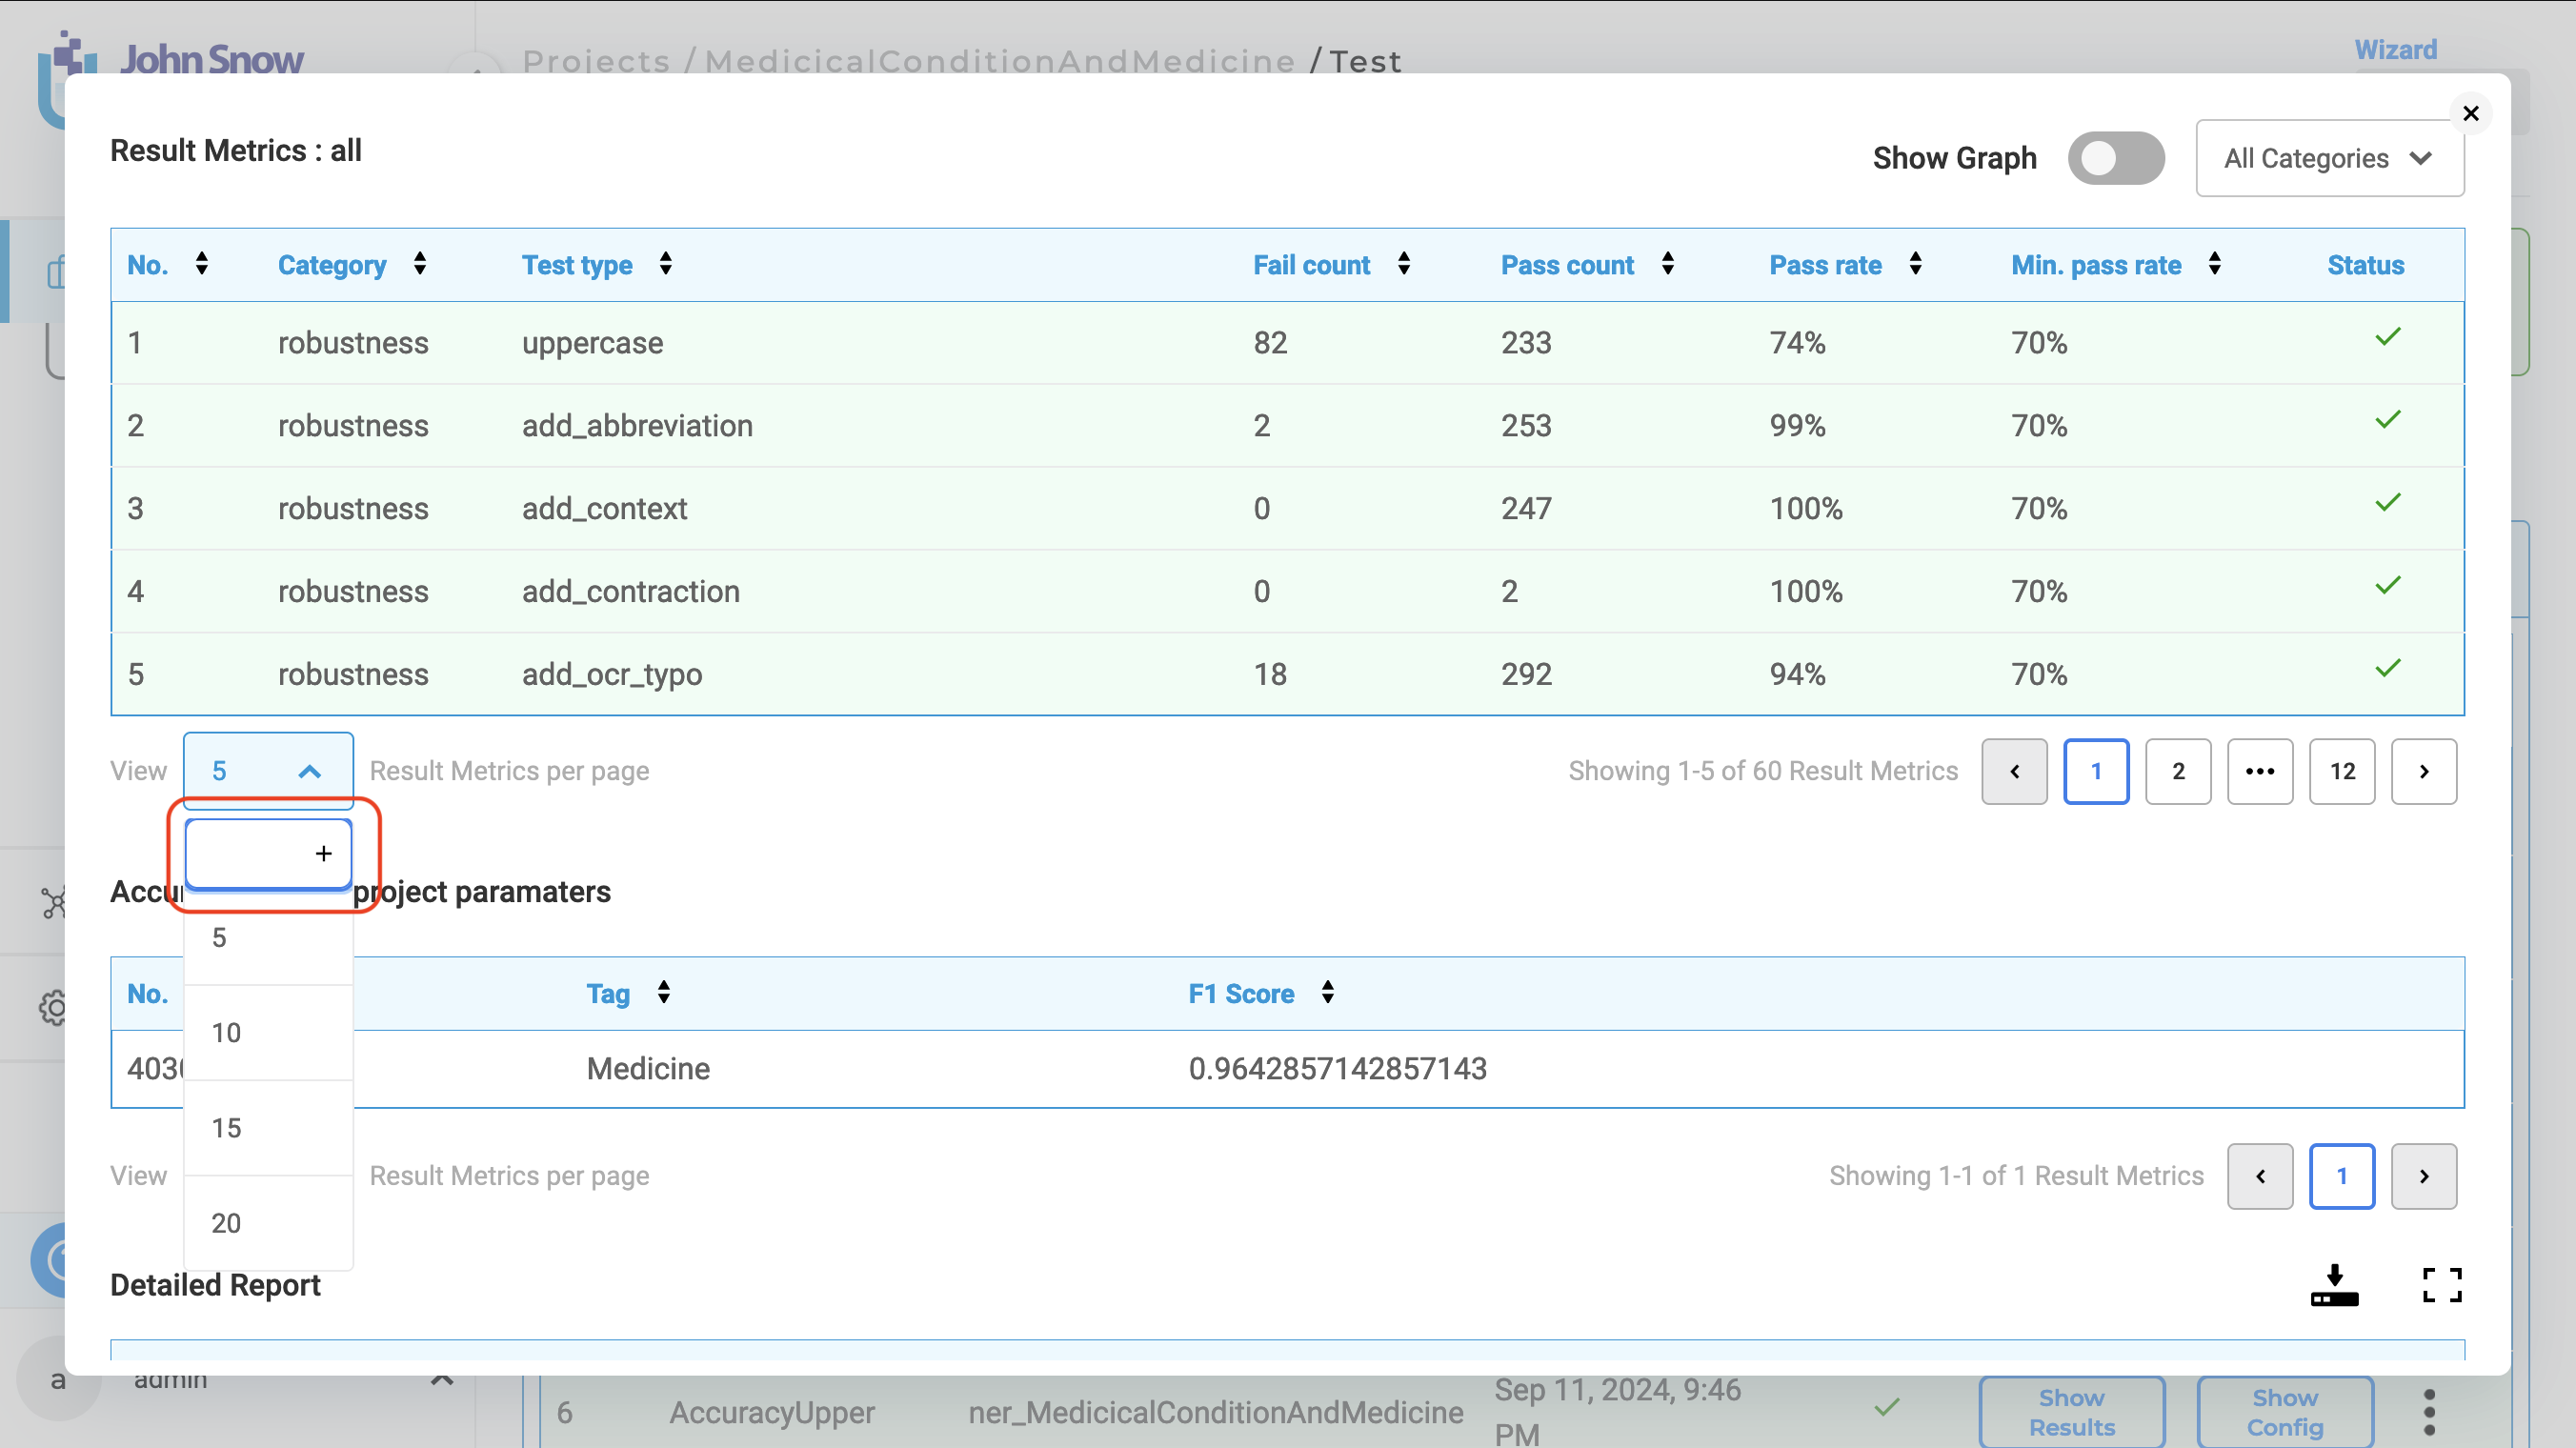 John Snow
Projects / MedicicalConditionAndMedicine / Test
Wizard
Result Metrics : all
Show Graph
All Categories
No. Category Test type Fail count Pass count Pass rate Min. pass rate Status
1 robustness uppercase 82 233 74% 70%
2 robustness add_abbreviation 2 253 99% 70%
3 robustness add_context 0 247 100% 70%
4 robustness add_contraction 0 2 100% 70%
5 robustness add_ocr_typo 18 292 94% 70%
View 5 Result Metrics per page
Showing 1-5 of 60 Result Metrics ‹ 1 2 ••• 12 ›
+
project paramaters
5
10
15
20
No. Tag F1 Score
Medicine 0.9642857142857143
View Result Metrics per page
Showing 1-1 of 1 Result Metrics ‹ 1 ›
Detailed Report
a admin
6 AccuracyUpper ner_MedicicalConditionAndMedicine Sep 11, 2024, 9:46
PM
Show
Results
Show
Config